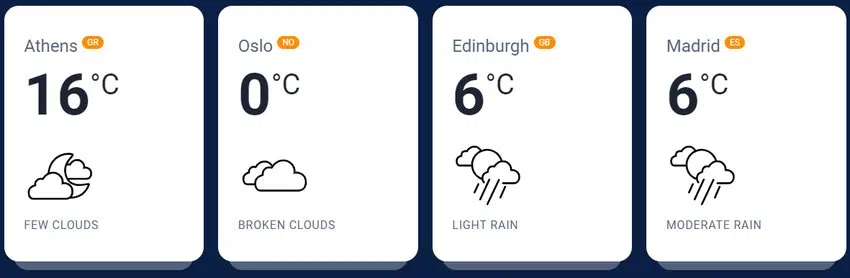 Athens GR
16°C
FEW CLOUDS
Oslo NO
0°C
BROKEN CLOUDS
Edinburgh GB
6°C
LIGHT RAIN
Madrid ES
6°C
MODERATE RAIN